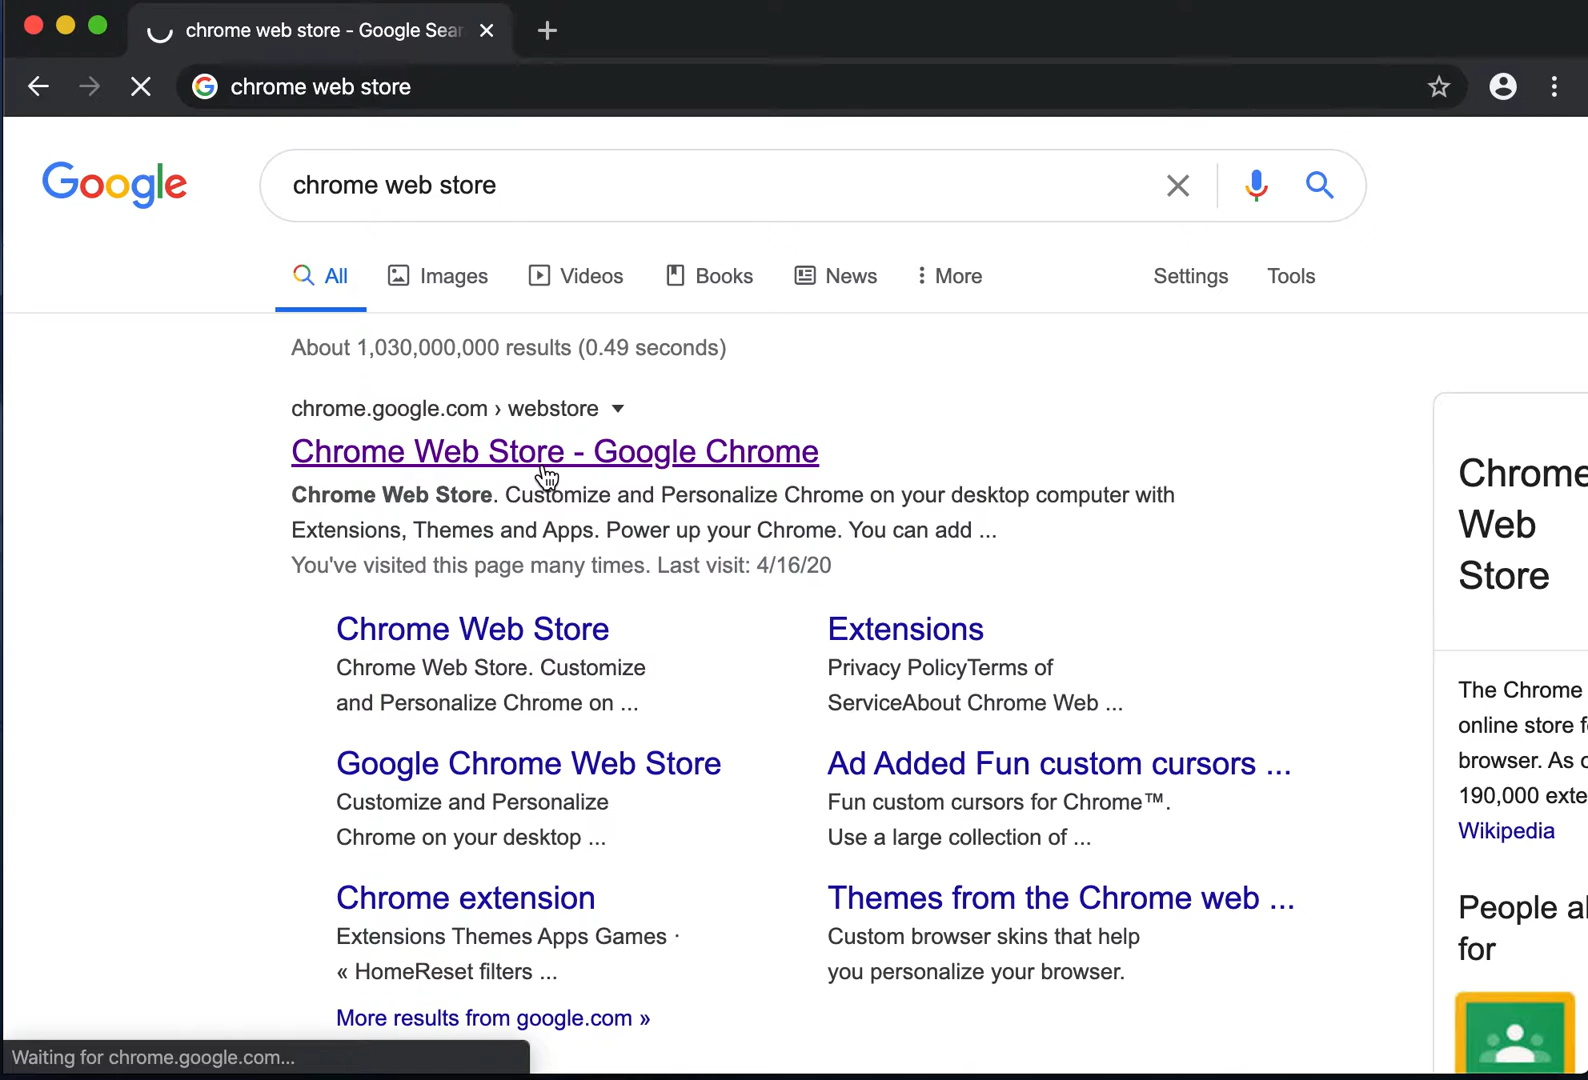 chrome web store - Google Sear
chrome web store
Google
chrome web store
All
Images
Videos
Books
News
More
Settings
Tools
About 1,030,000,000 results (0.49 seconds)
chrome.google.com › webstore
Chrome Web Store - Google Chrome
Chrome Web Store. Customize and Personalize Chrome on your desktop computer with
Extensions, Themes and Apps. Power up your Chrome. You can add ...
You've visited this page many times. Last visit: 4/16/20
Chrome Web Store
Chrome Web Store. Customize
and Personalize Chrome on ...
Extensions
Privacy PolicyTerms of
ServiceAbout Chrome Web ...
Google Chrome Web Store
Customize and Personalize
Chrome on your desktop ...
Ad Added Fun custom cursors ...
Fun custom cursors for Chrome™.
Use a large collection of ...
Chrome extension
Extensions Themes Apps Games ·
« HomeReset filters ...
Themes from the Chrome web ...
Custom browser skins that help
you personalize your browser.
More results from google.com »
Chrome
Web
Store
The Chrome
online store f
browser. As o
190,000 exte
Wikipedia
People al
for
Waiting for chrome.google.com...